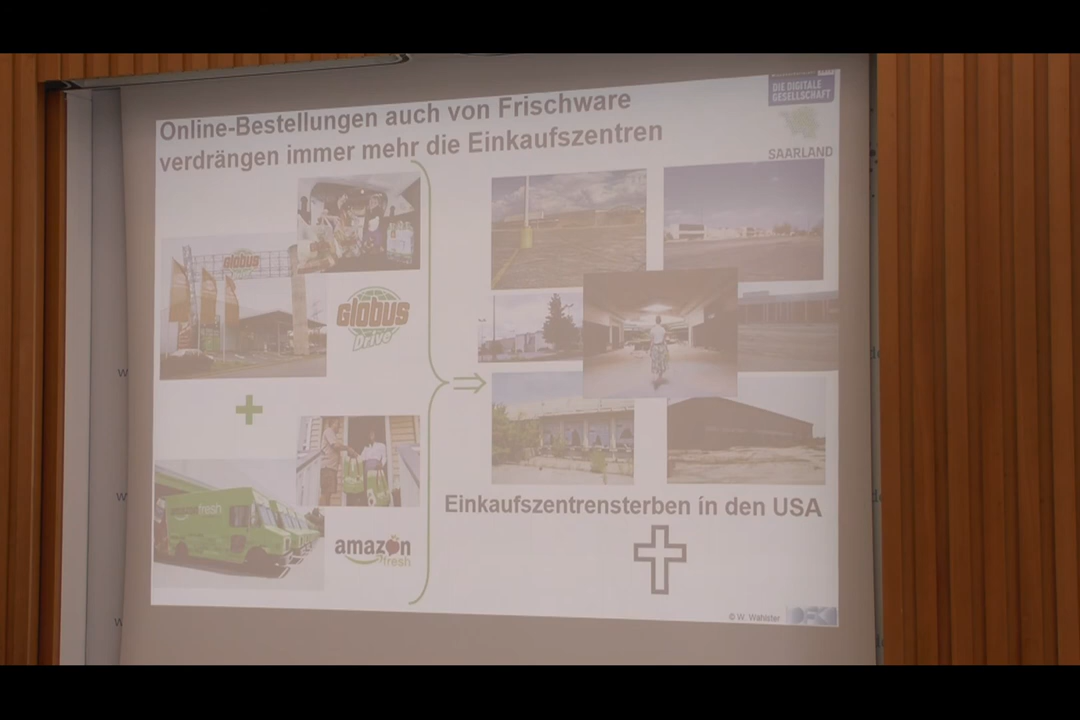 Online-Bestellungen auch von Frischware
verdrängen immer mehr die Einkaufszentren
DIE DIGITALE
GESELLSCHAFT
SAARLAND
GLOBUS
GLOBUS
Drive
fresh
amazon
fresh
Einkaufszentrensterben ín den USA
© W. Wahlster
DFKI